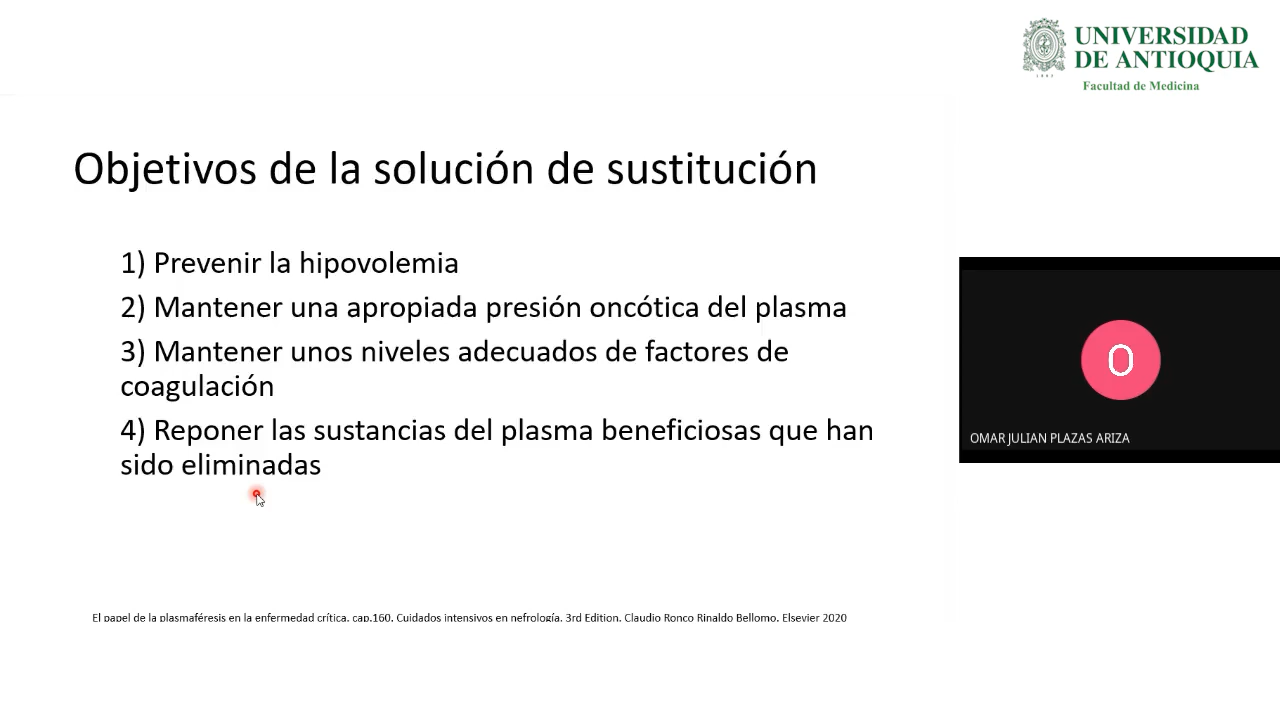 UNIVERSIDAD
DE ANTIOQUIA
1803
Facultad de Medicina
Objetivos de la solución de sustitución
1) Prevenir la hipovolemia
2) Mantener una apropiada presión oncótica del plasma
3) Mantener unos niveles adecuados de factores de
coagulación
4) Reponer las sustancias del plasma beneficiosas que han
sido eliminadas
O
OMAR JULIAN PLAZAS ARIZA
El papel de la plasmaféresis en la enfermedad crítica. cap.160. Cuidados intensivos en nefrología. 3rd Edition. Claudio Ronco Rinaldo Bellomo. Elsevier 2020